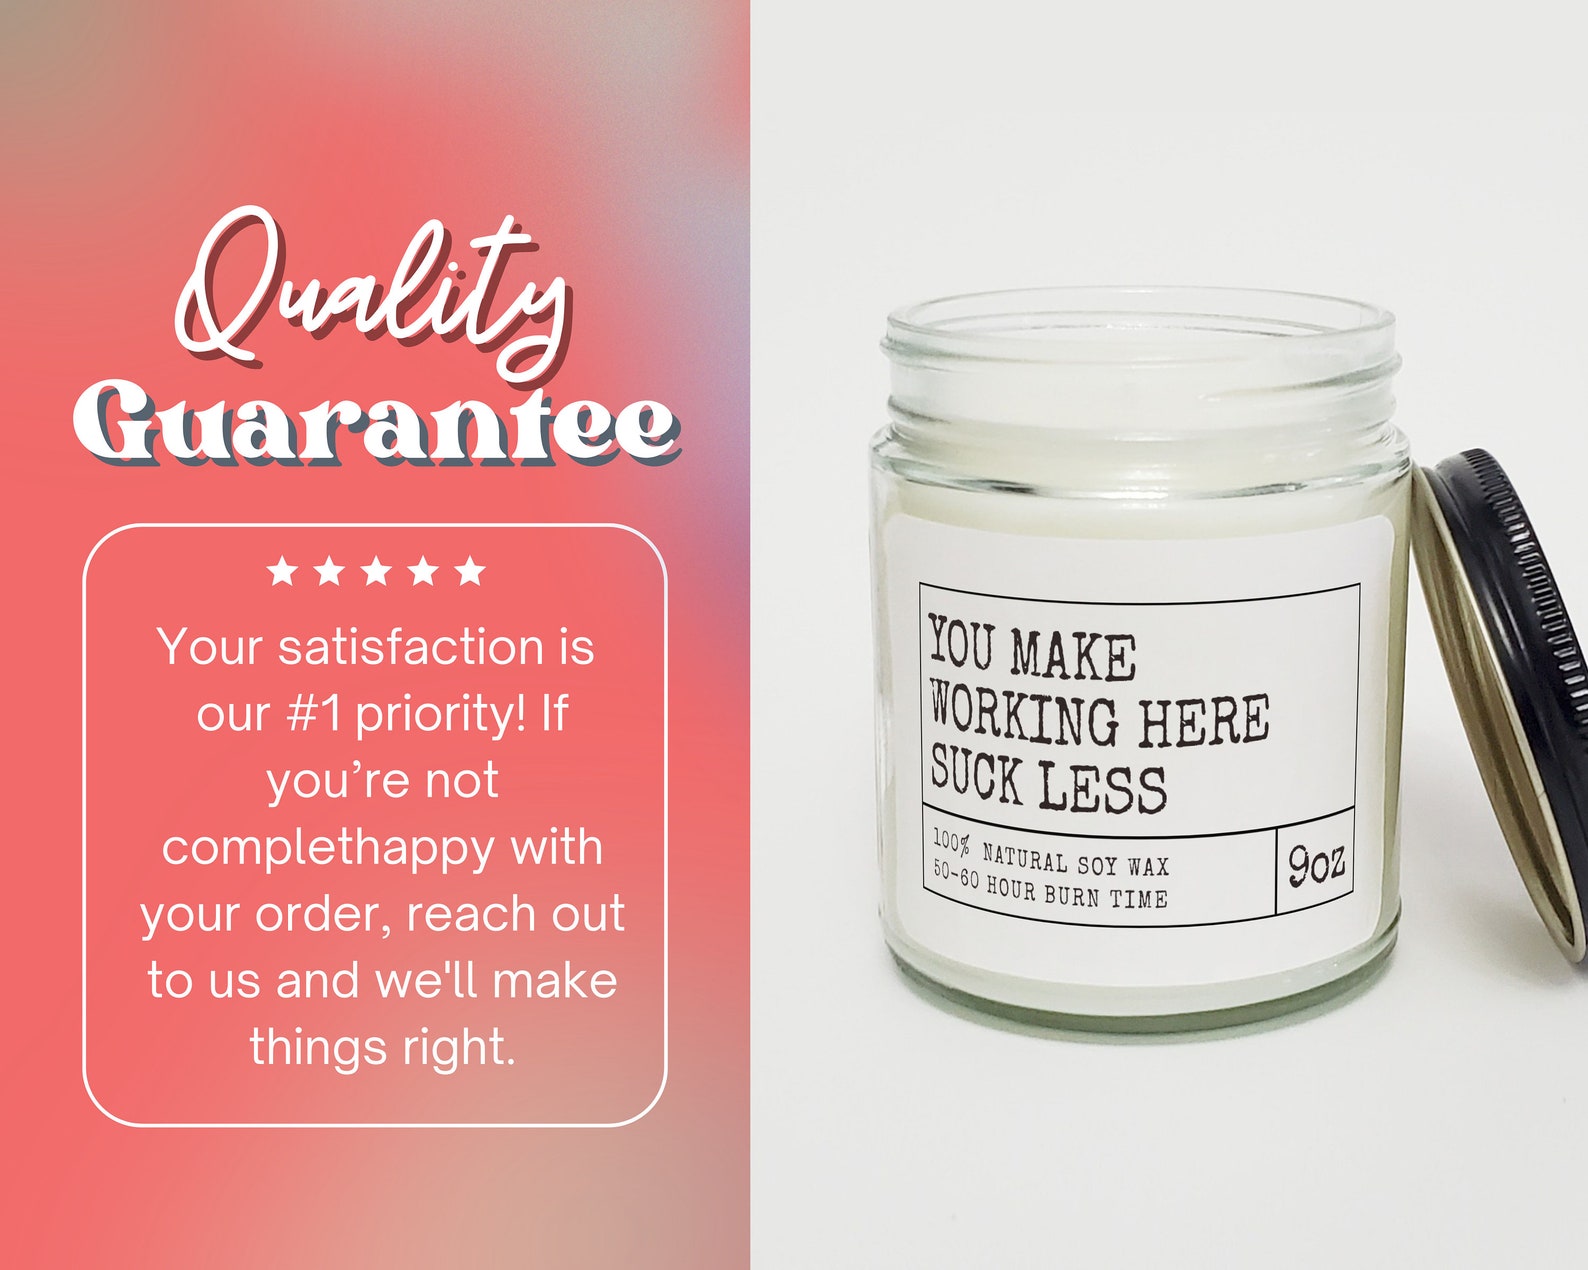 Quality
Guarantee
Your satisfaction is
our #1 priority! If
you're not
complethappy with
your order, reach out
to us and we'll make
things right.
YOU MAKE
WORKING HERE
SUCK LESS
100% NATURAL SOY WAX
50-60 HOUR BURN TIME
9oz